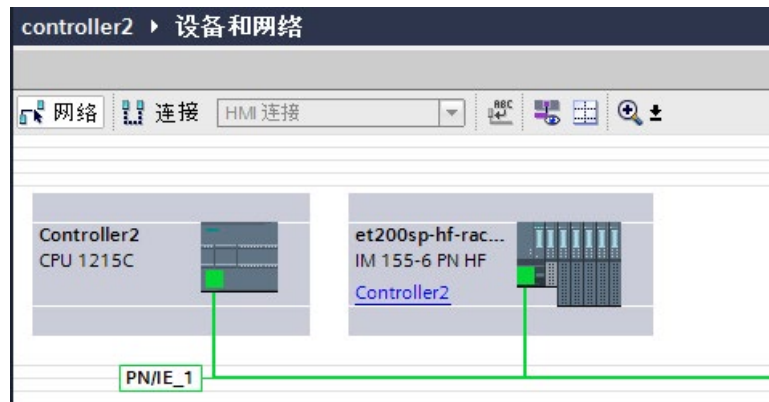 controller2 ▸ 设备和网络
网络 连接 HMI 连接
Controller2
CPU 1215C
et200sp-hf-rac...
IM 155-6 PN HF
Controller2
PN/IE_1